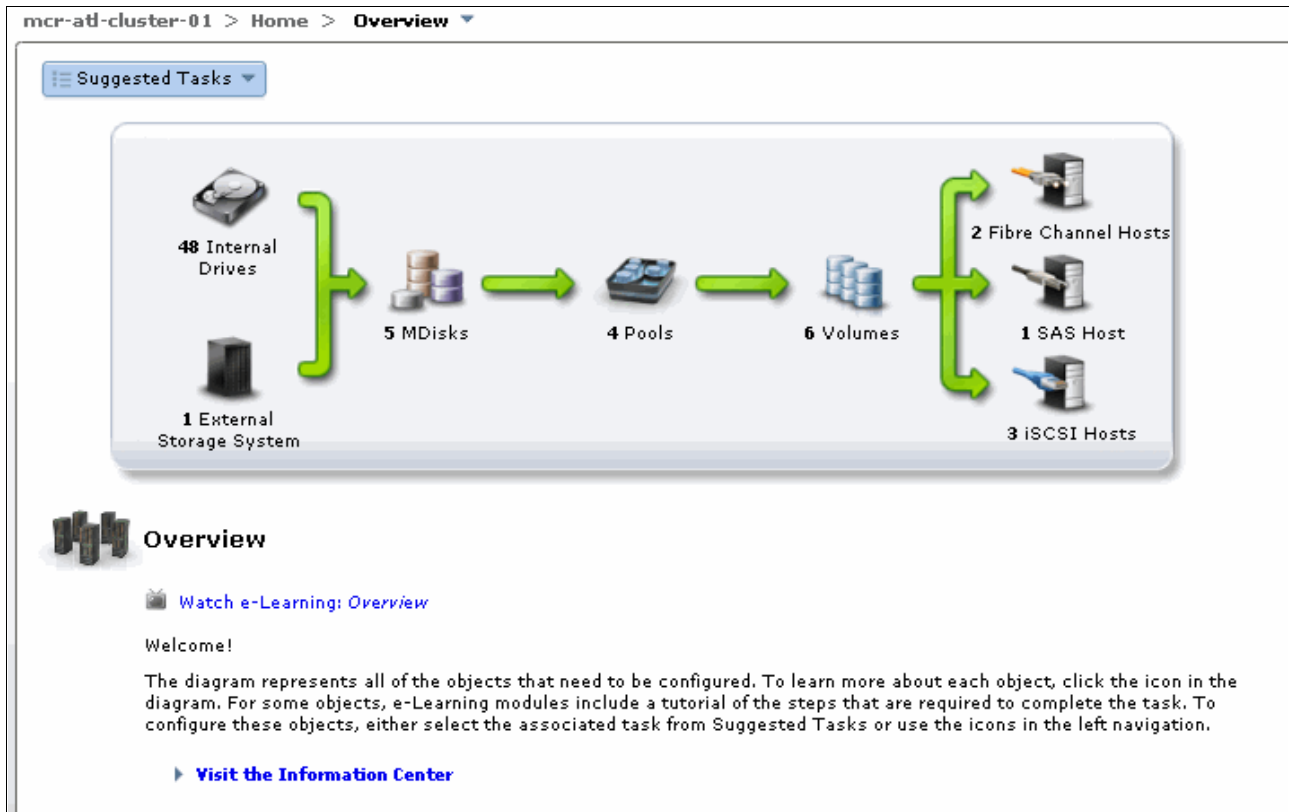 mcr-atl-cluster-01 > Home > Overview
Suggested Tasks
48 Internal
Drives
1 External
Storage System
5 MDisks
4 Pools
6 Volumes
2 Fibre Channel Hosts
1 SAS Host
3 iSCSI Hosts
Overview
Watch e-Learning: Overview
Welcome!
The diagram represents all of the objects that need to be configured. To learn more about each object, click the icon in the
diagram. For some objects, e-Learning modules include a tutorial of the steps that are required to complete the task. To
configure these objects, either select the associated task from Suggested Tasks or use the icons in the left navigation.
Visit the Information Center